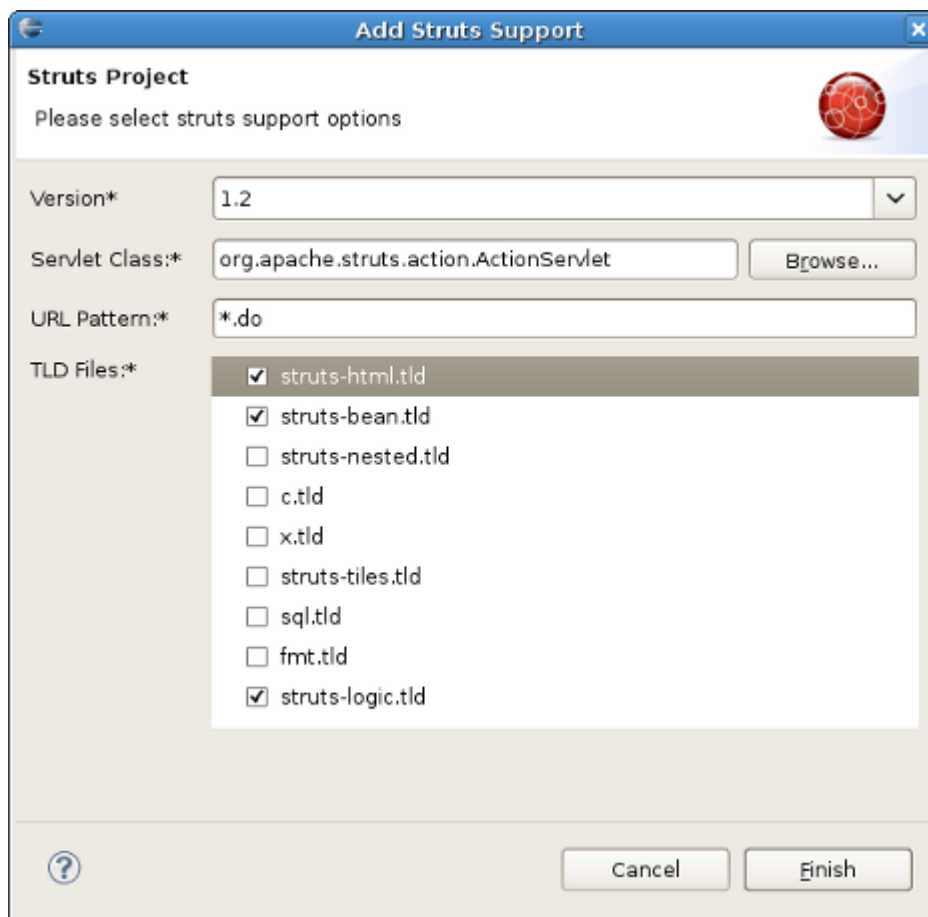 Add Struts Support
Struts Project
Please select struts support options
Version* 1.2
Servlet Class:* org.apache.struts.action.ActionServlet Browse...
URL Pattern:* *.do
TLD Files:* struts-html.tld
struts-bean.tld
struts-nested.tld
c.tld
x.tld
struts-tiles.tld
sql.tld
fmt.tld
struts-logic.tld
? Cancel Finish